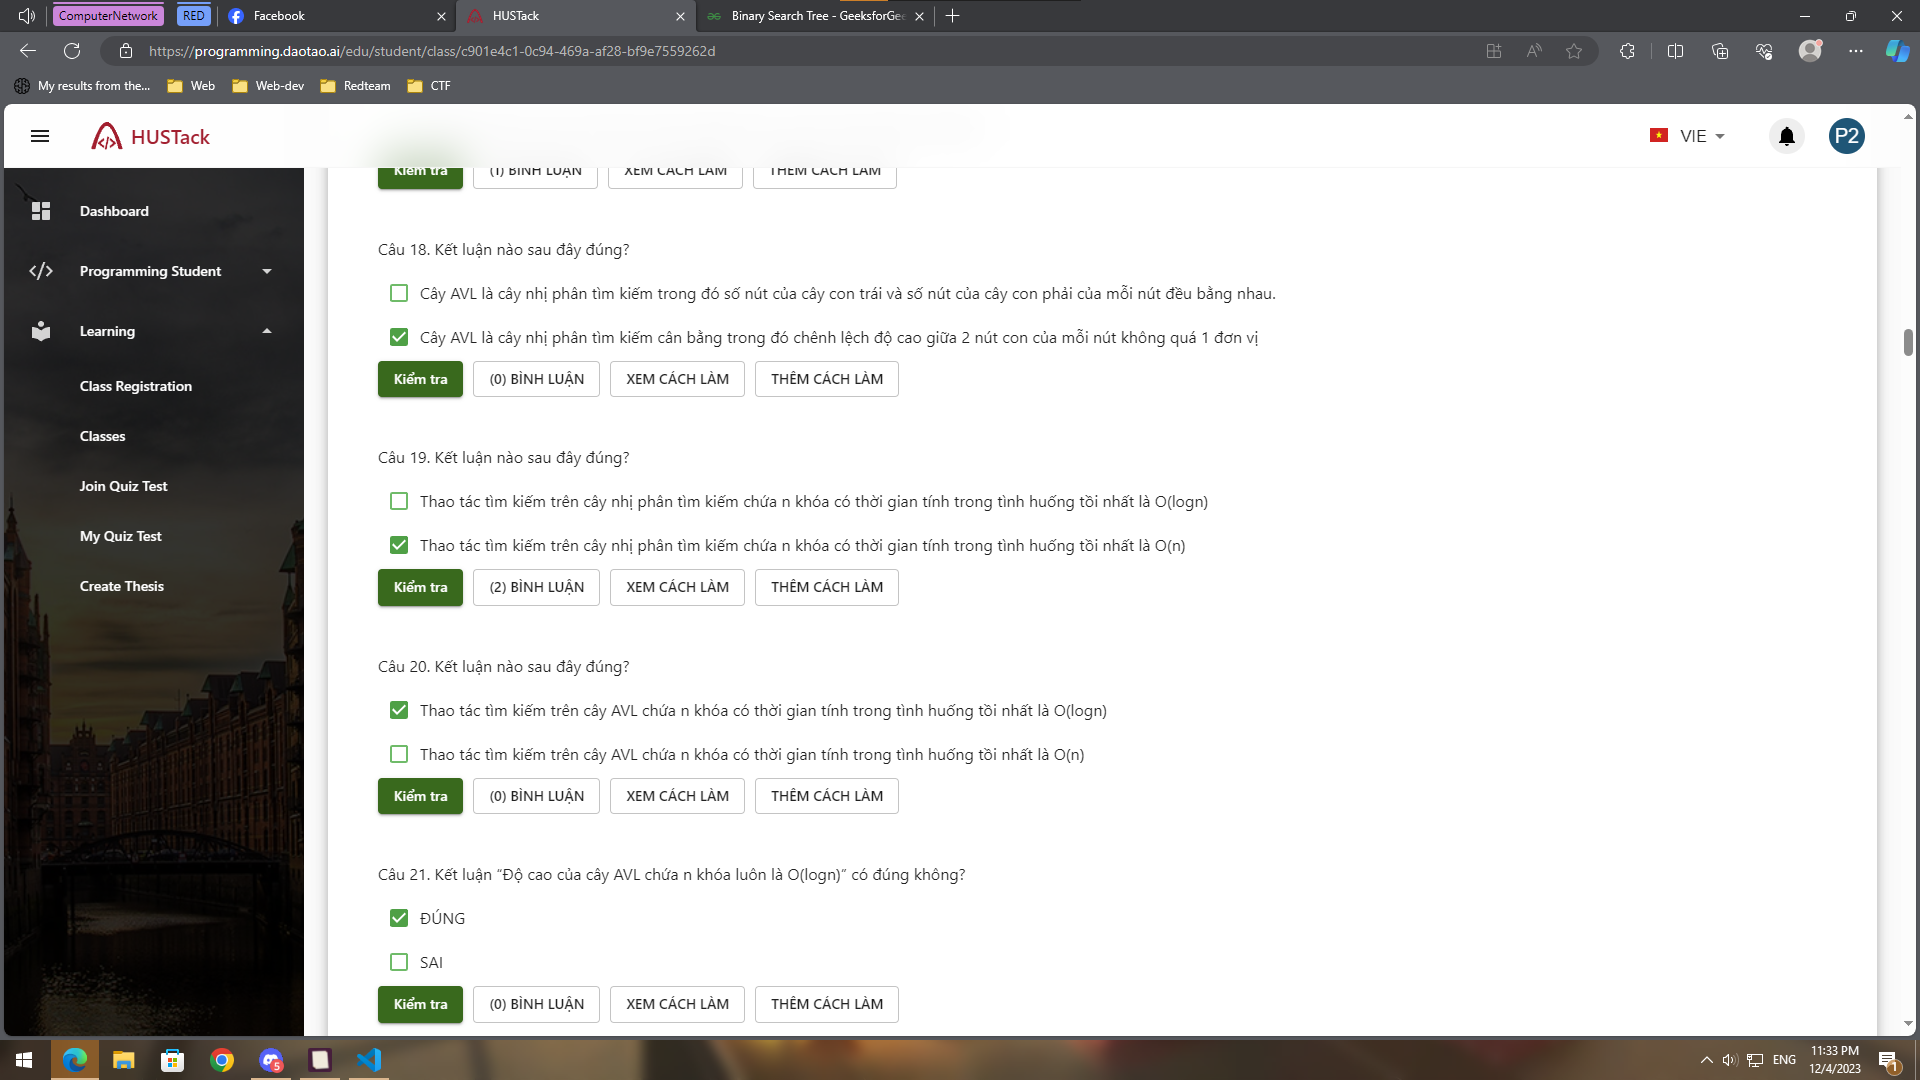 ComputerNetwork
RED
Facebook
HUSTack
Binary Search Tree - GeeksforGee
https://programming.daotao.ai/edu/student/class/c901e4c1-0c94-469a-af28-bf9e7559262d
My results from the...
Web
Web-dev
Redteam
CTF
HUSTack
VIE
P2
Kiểm tra
(1) BÌNH LUẬN
XEM CÁCH LÀM
THÊM CÁCH LÀM
Dashboard
Programming Student
Learning
Class Registration
Classes
Join Quiz Test
My Quiz Test
Create Thesis
Câu 18. Kết luận nào sau đây đúng?
Cây AVL là cây nhị phân tìm kiếm trong đó số nút của cây con trái và số nút của cây con phải của mỗi nút đều bằng nhau.
Cây AVL là cây nhị phân tìm kiếm cân bằng trong đó chênh lệch độ cao giữa 2 nút con của mỗi nút không quá 1 đơn vị
Kiểm tra
(0) BÌNH LUẬN
XEM CÁCH LÀM
THÊM CÁCH LÀM
Câu 19. Kết luận nào sau đây đúng?
Thao tác tìm kiếm trên cây nhị phân tìm kiếm chứa n khóa có thời gian tính trong tình huống tồi nhất là O(logn)
Thao tác tìm kiếm trên cây nhị phân tìm kiếm chứa n khóa có thời gian tính trong tình huống tồi nhất là O(n)
Kiểm tra
(2) BÌNH LUẬN
XEM CÁCH LÀM
THÊM CÁCH LÀM
Câu 20. Kết luận nào sau đây đúng?
Thao tác tìm kiếm trên cây AVL chứa n khóa có thời gian tính trong tình huống tồi nhất là O(logn)
Thao tác tìm kiếm trên cây AVL chứa n khóa có thời gian tính trong tình huống tồi nhất là O(n)
Kiểm tra
(0) BÌNH LUẬN
XEM CÁCH LÀM
THÊM CÁCH LÀM
Câu 21. Kết luận “Độ cao của cây AVL chứa n khóa luôn là O(logn)” có đúng không?
ĐÚNG
SAI
Kiểm tra
(0) BÌNH LUẬN
XEM CÁCH LÀM
THÊM CÁCH LÀM
5
ENG
11:33 PM
12/4/2023
1